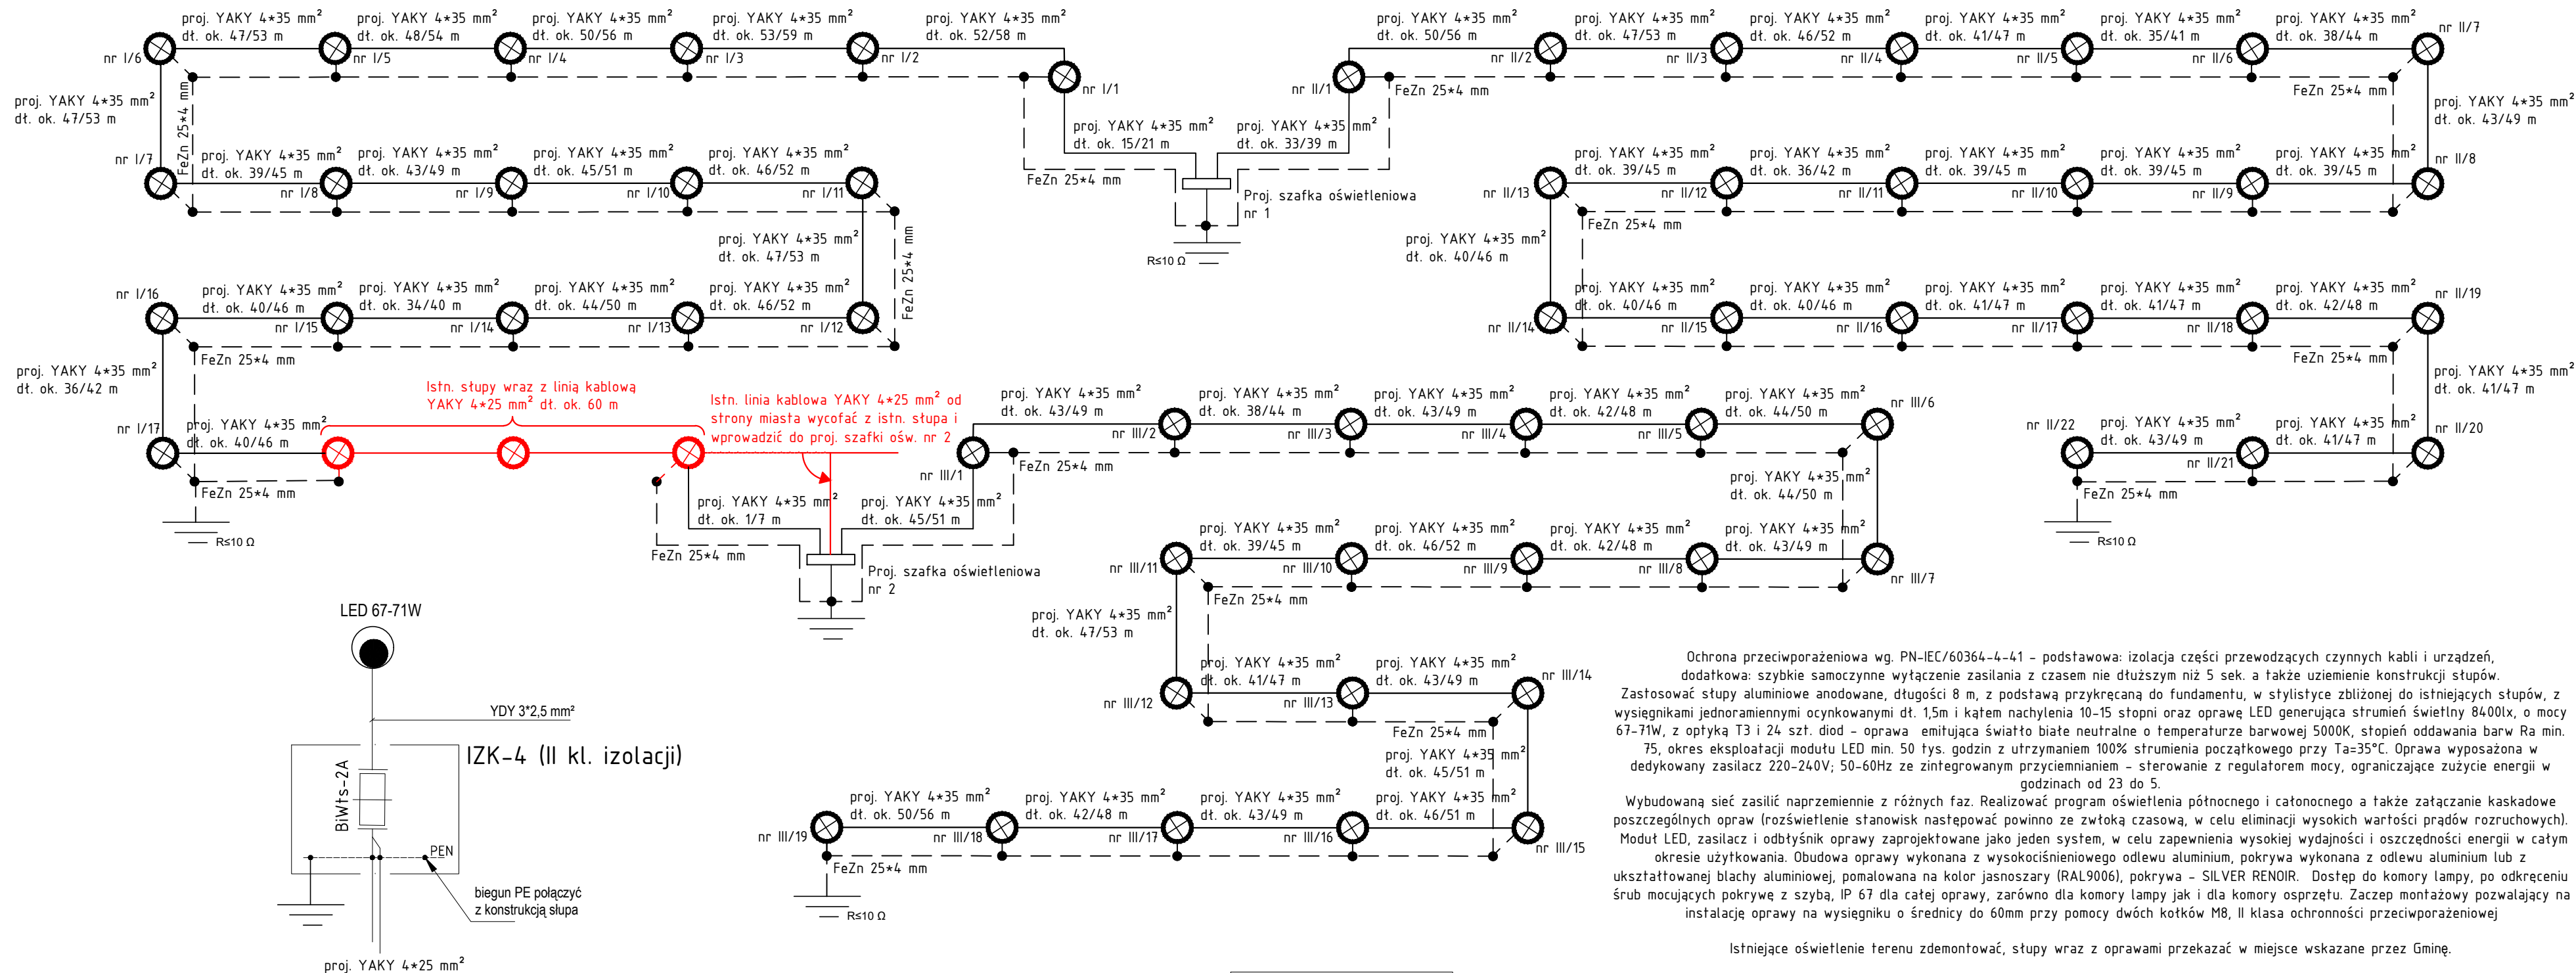 proj. YAKY 4*35 mm²
dł. ok. 47/53 m
proj. YAKY 4*35 mm²
dł. ok. 48/54 m
proj. YAKY 4*35 mm²
dł. ok. 50/56 m
proj. YAKY 4*35 mm²
dł. ok. 53/59 m
proj. YAKY 4*35 mm²
dł. ok. 52/58 m
nr I/6
nr I/5
nr I/4
nr I/3
nr I/2
nr I/1
proj. YAKY 4*35 mm²
dł. ok. 47/53 m
FeZn 25*4 mm
proj. YAKY 4*35 mm²
dł. ok. 15/21 m
FeZn 25*4 mm
nr I/7
proj. YAKY 4*35 mm²
dł. ok. 39/45 m
proj. YAKY 4*35 mm²
dł. ok. 43/49 m
proj. YAKY 4*35 mm²
dł. ok. 45/51 m
proj. YAKY 4*35 mm²
dł. ok. 46/52 m
nr I/8
nr I/9
nr I/10
nr I/11
proj. YAKY 4*35 mm²
dł. ok. 47/53 m
FeZn 25*4 mm
nr I/16
proj. YAKY 4*35 mm²
dł. ok. 40/46 m
proj. YAKY 4*35 mm²
dł. ok. 34/40 m
proj. YAKY 4*35 mm²
dł. ok. 44/50 m
proj. YAKY 4*35 mm²
dł. ok. 46/52 m
nr I/15
nr I/14
nr I/13
nr I/12
FeZn 25*4 mm
proj. YAKY 4*35 mm²
dł. ok. 36/42 m
nr I/17
proj. YAKY 4*35 mm²
dł. ok. 40/46 m
FeZn 25*4 mm
R≤10 Ω
Istn. słupy wraz z linią kablową
YAKY 4*25 mm² dł. ok. 60 m
Istn. linia kablowa YAKY 4*25 mm² od
strony miasta wycofać z istn. słupa i
wprowadzić do proj. szafki ośw. nr 2
proj. YAKY 4*35 mm²
dł. ok. 50/56 m
proj. YAKY 4*35 mm²
dł. ok. 47/53 m
proj. YAKY 4*35 mm²
dł. ok. 46/52 m
proj. YAKY 4*35 mm²
dł. ok. 41/47 m
proj. YAKY 4*35 mm²
dł. ok. 35/41 m
proj. YAKY 4*35 mm²
dł. ok. 38/44 m
nr II/1
nr II/2
nr II/3
nr II/4
nr II/5
nr II/6
nr II/7
FeZn 25*4 mm
FeZn 25*4 mm
proj. YAKY 4*35 mm²
dł. ok. 33/39 m
proj. YAKY 4*35 mm²
dł. ok. 43/49 m
Proj. szafka oświetleniowa
nr 1
R≤10 Ω
nr II/13
proj. YAKY 4*35 mm²
dł. ok. 39/45 m
proj. YAKY 4*35 mm²
dł. ok. 36/42 m
proj. YAKY 4*35 mm²
dł. ok. 39/45 m
proj. YAKY 4*35 mm²
dł. ok. 39/45 m
proj. YAKY 4*35 mm²
dł. ok. 39/45 m
nr II/12
nr II/11
nr II/10
nr II/9
nr II/8
FeZn 25*4 mm
proj. YAKY 4*35 mm²
dł. ok. 40/46 m
proj. YAKY 4*35 mm²
dł. ok. 40/46 m
proj. YAKY 4*35 mm²
dł. ok. 40/46 m
proj. YAKY 4*35 mm²
dł. ok. 41/47 m
proj. YAKY 4*35 mm²
dł. ok. 41/47 m
proj. YAKY 4*35 mm²
dł. ok. 42/48 m
nr II/14
nr II/15
nr II/16
nr II/17
nr II/18
nr II/19
FeZn 25*4 mm
proj. YAKY 4*35 mm²
dł. ok. 41/47 m
nr II/22
proj. YAKY 4*35 mm²
dł. ok. 43/49 m
proj. YAKY 4*35 mm²
dł. ok. 41/47 m
nr II/21
nr II/20
FeZn 25*4 mm
R≤10 Ω
proj. YAKY 4*35 mm²
dł. ok. 43/49 m
proj. YAKY 4*35 mm²
dł. ok. 38/44 m
proj. YAKY 4*35 mm²
dł. ok. 43/49 m
proj. YAKY 4*35 mm²
dł. ok. 42/48 m
proj. YAKY 4*35 mm²
dł. ok. 44/50 m
nr III/1
nr III/2
nr III/3
nr III/4
nr III/5
nr III/6
FeZn 25*4 mm
proj. YAKY 4*35 mm²
dł. ok. 1/7 m
proj. YAKY 4*35 mm²
dł. ok. 45/51 m
FeZn 25*4 mm
Proj. szafka oświetleniowa
nr 2
proj. YAKY 4*35 mm²
dł. ok. 44/50 m
nr III/11
proj. YAKY 4*35 mm²
dł. ok. 39/45 m
proj. YAKY 4*35 mm²
dł. ok. 46/52 m
proj. YAKY 4*35 mm²
dł. ok. 42/48 m
proj. YAKY 4*35 mm²
dł. ok. 43/49 m
nr III/10
nr III/9
nr III/8
nr III/7
FeZn 25*4 mm
proj. YAKY 4*35 mm²
dł. ok. 47/53 m
proj. YAKY 4*35 mm²
dł. ok. 41/47 m
proj. YAKY 4*35 mm²
dł. ok. 43/49 m
nr III/12
nr III/13
nr III/14
FeZn 25*4 mm
proj. YAKY 4*35 mm²
dł. ok. 45/51 m
proj. YAKY 4*35 mm²
dł. ok. 50/56 m
proj. YAKY 4*35 mm²
dł. ok. 42/48 m
proj. YAKY 4*35 mm²
dł. ok. 43/49 m
proj. YAKY 4*35 mm²
dł. ok. 46/51 m
nr III/19
nr III/18
nr III/17
nr III/16
nr III/15
FeZn 25*4 mm
R≤10 Ω
LED 67-71W
YDY 3*2,5 mm²
IZK-4 (II kl. izolacji)
BiWts-2A
PEN
biegun PE połączyć
z konstrukcją słupa
proj. YAKY 4*25 mm²
Ochrona przeciwporażeniowa wg. PN-IEC/60364-4-41 - podstawowa: izolacja części przewodzących czynnych kabli i urządzeń,
dodatkowa: szybkie samoczynne wyłączenie zasilania z czasem nie dłuższym niż 5 sek. a także uziemienie konstrukcji słupów.
Zastosować słupy aluminiowe anodowane, długości 8 m, z podstawą przykręcaną do fundamentu, w stylistyce zbliżonej do istniejących słupów, z
wysięgnikami jednoramiennymi ocynkowanymi dł. 1,5m i kątem nachylenia 10-15 stopni oraz oprawę LED generująca strumień świetlny 8400lx, o mocy
67-71W, z optyką T3 i 24 szt. diod - oprawa emitująca światło białe neutralne o temperaturze barwowej 5000K, stopień oddawania barw Ra min.
75, okres eksploatacji modułu LED min. 50 tys. godzin z utrzymaniem 100% strumienia początkowego przy Ta=35°C. Oprawa wyposażona w
dedykowany zasilacz 220-240V; 50-60Hz ze zintegrowanym przyciemnianiem - sterowanie z regulatorem mocy, ograniczające zużycie energii w
godzinach od 23 do 5.
Wybudowaną sieć zasilić naprzemiennie z różnych faz. Realizować program oświetlenia północnego i całonocnego a także załączanie kaskadowe
poszczególnych opraw (rozświetlenie stanowisk następować powinno ze zwłoką czasową, w celu eliminacji wysokich wartości prądów rozruchowych).
Moduł LED, zasilacz i odbłyśnik oprawy zaprojektowane jako jeden system, w celu zapewnienia wysokiej wydajności i oszczędności energii w całym
okresie użytkowania. Obudowa oprawy wykonana z wysokociśnieniowego odlewu aluminium, pokrywa wykonana z odlewu aluminium lub z
ukształtowanej blachy aluminiowej, pomalowana na kolor jasnoszary (RAL9006), pokrywa - SILVER RENOIR. Dostęp do komory lampy, po odkręceniu
śrub mocujących pokrywę z szybą, IP 67 dla całej oprawy, zarówno dla komory lampy jak i dla komory osprzętu. Zaczep montażowy pozwalający na
instalację oprawy na wysięgniku o średnicy do 60mm przy pomocy dwóch kołków M8, II klasa ochronności przeciwporażeniowej
Istniejące oświetlenie terenu zdemontować, słupy wraz z oprawami przekazać w miejsce wskazane przez Gminę.